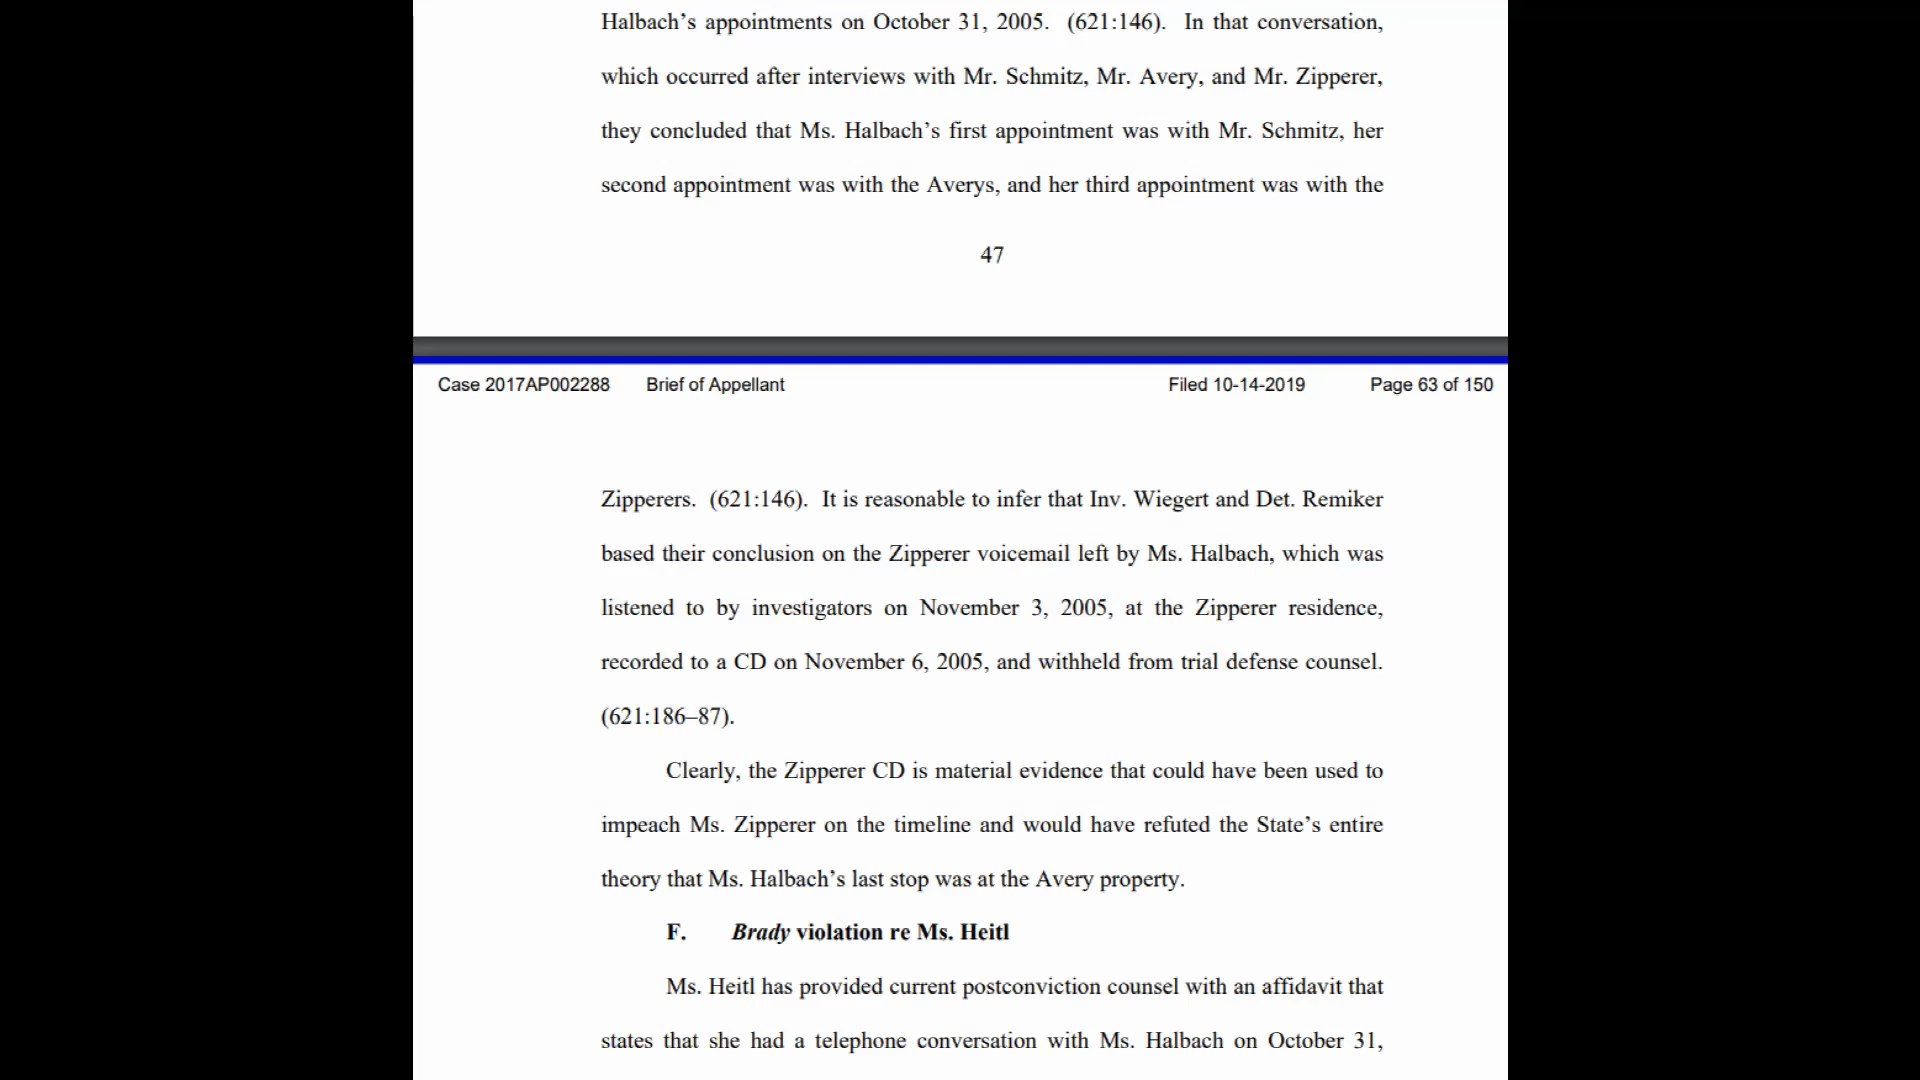 Halbach’s appointments on October 31, 2005.  (621:146).  In that conversation,
which occurred after interviews with Mr. Schmitz, Mr. Avery, and Mr. Zipperer,
they concluded that Ms. Halbach’s first appointment was with Mr. Schmitz, her
second appointment was with the Averys, and her third appointment was with the
47
Case 2017AP002288 Brief of Appellant Filed 10-14-2019 Page 63 of 150
Zipperers.  (621:146).  It is reasonable to infer that Inv. Wiegert and Det. Remiker
based their conclusion on the Zipperer voicemail left by Ms. Halbach, which was
listened to by investigators on November 3, 2005, at the Zipperer residence,
recorded to a CD on November 6, 2005, and withheld from trial defense counsel.
(621:186–87).
Clearly, the Zipperer CD is material evidence that could have been used to
impeach Ms. Zipperer on the timeline and would have refuted the State’s entire
theory that Ms. Halbach’s last stop was at the Avery property.
F. Brady violation re Ms. Heitl
Ms. Heitl has provided current postconviction counsel with an affidavit that
states that she had a telephone conversation with Ms. Halbach on October 31,